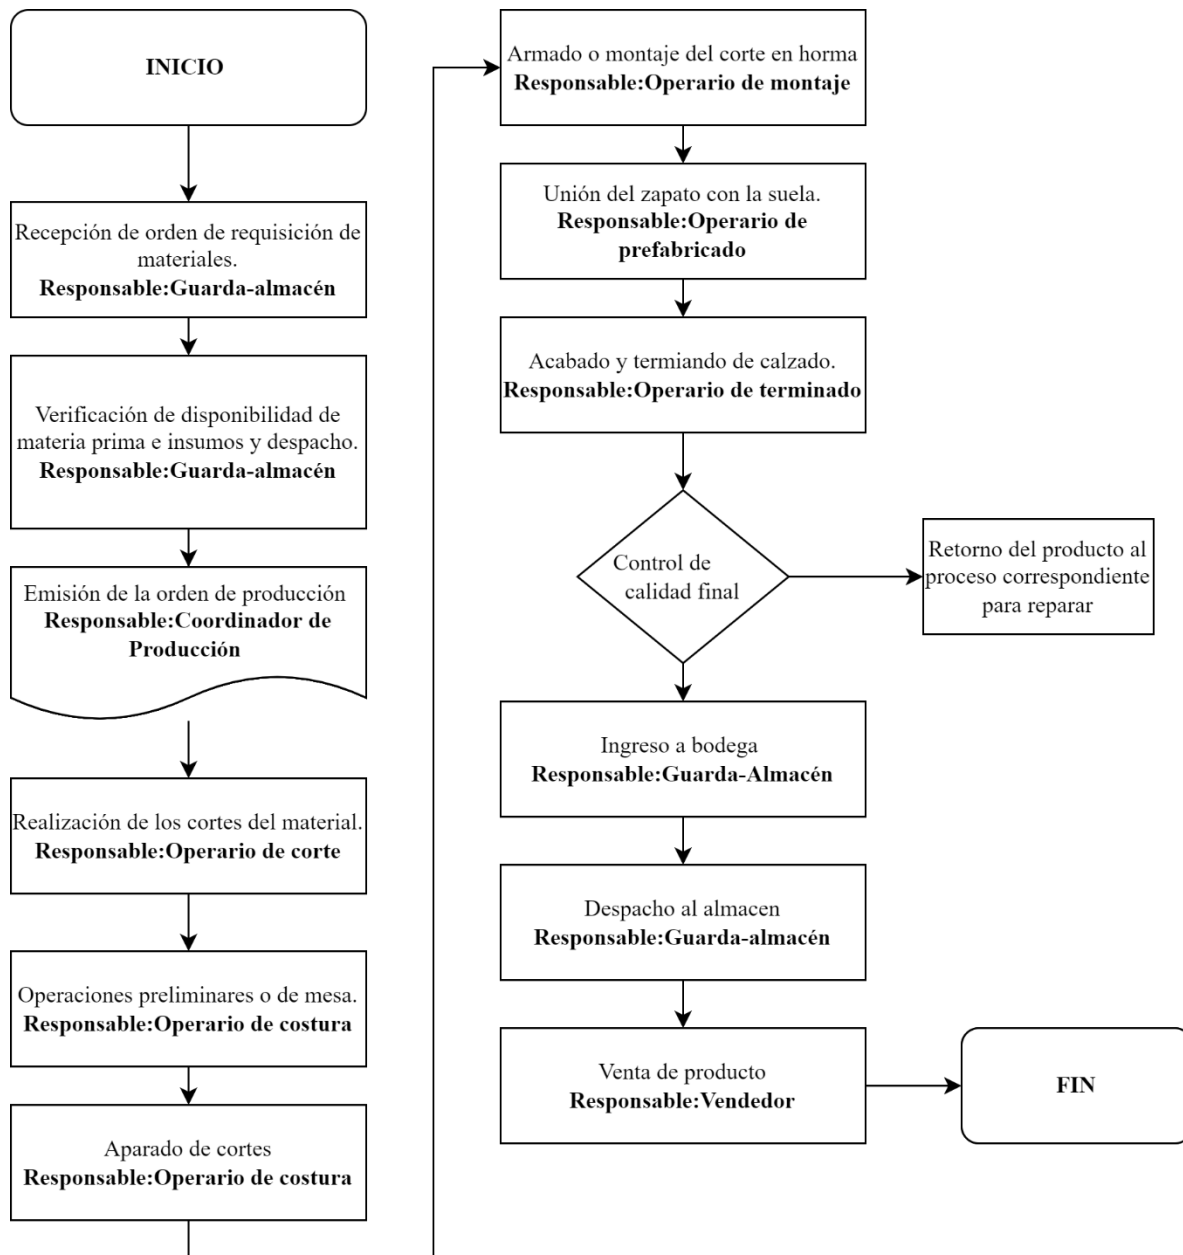 INICIO
Recepción de orden de requisición de
materiales.
Responsable:Guarda-almacén
Verificación de disponibilidad de
materia prima e insumos y despacho.
Responsable:Guarda-almacén
Emisión de la orden de producción
Responsable:Coordinador de
Producción
Realización de los cortes del material.
Responsable:Operario de corte
Operaciones preliminares o de mesa.
Responsable:Operario de costura
Aparado de cortes
Responsable:Operario de costura
Armado o montaje del corte en horma
Responsable:Operario de montaje
Unión del zapato con la suela.
Responsable:Operario de
prefabricado
Acabado y termiando de calzado.
Responsable:Operario de terminado
Control de
calidad final
Retorno del producto al
proceso correspondiente
para reparar
Ingreso a bodega
Responsable:Guarda-Almacén
Despacho al almacen
Responsable:Guarda-almacén
Venta de producto
Responsable:Vendedor
FIN